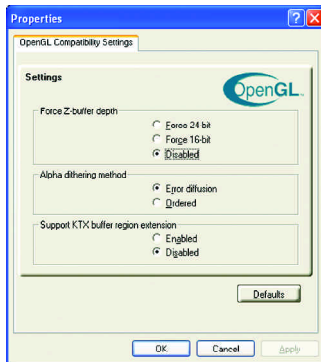 Properties
OpenGL Compatibility Settings
Settings
OpenGL
Force Z-buffer depth
Force 24-bit
Force 16-bit
Disabled
Alpha dithering method
Error diffusion
Ordered
Support KTX buffer region extension
Enabled
Disabled
Defaults
OK Cancel Apply